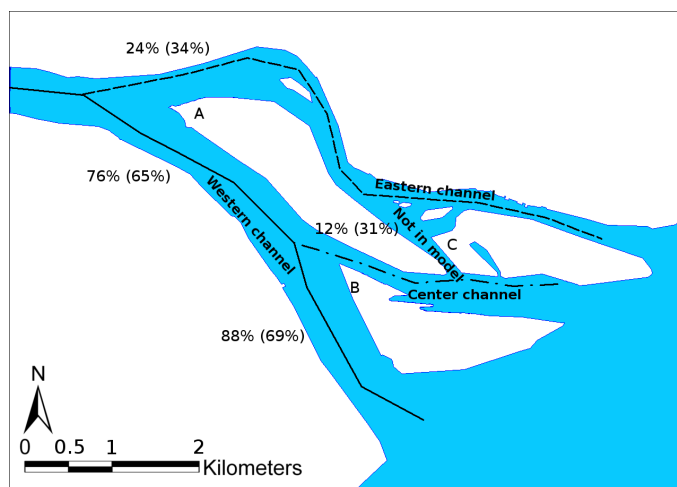 24% (34%)
A
76% (65%)
Western channel
Eastern channel
12% (31%)
Not in model
C
B
Center channel
88% (69%)
N
0 0.5 1 2
Kilometers